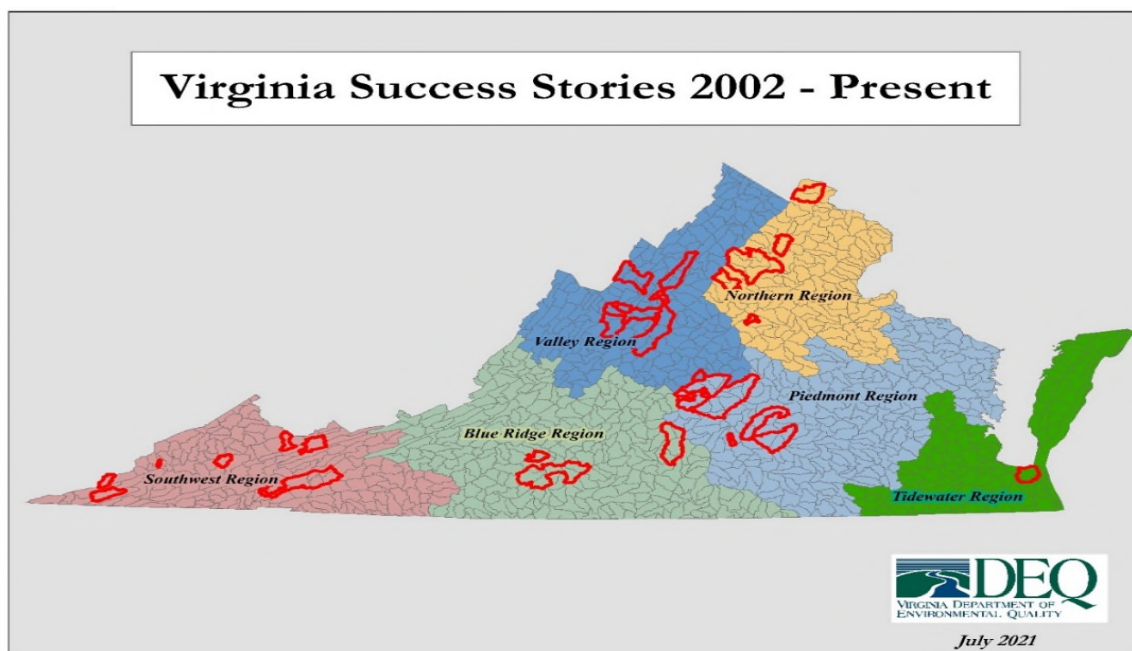 Virginia Success Stories 2002 - Present
Northern Region
Valley Region
Piedmont Region
Blue Ridge Region
Southwest Region
Tidewater Region
DEQ
VIRGINIA DEPARTMENT OF
ENVIRONMENTAL QUALITY
July 2021